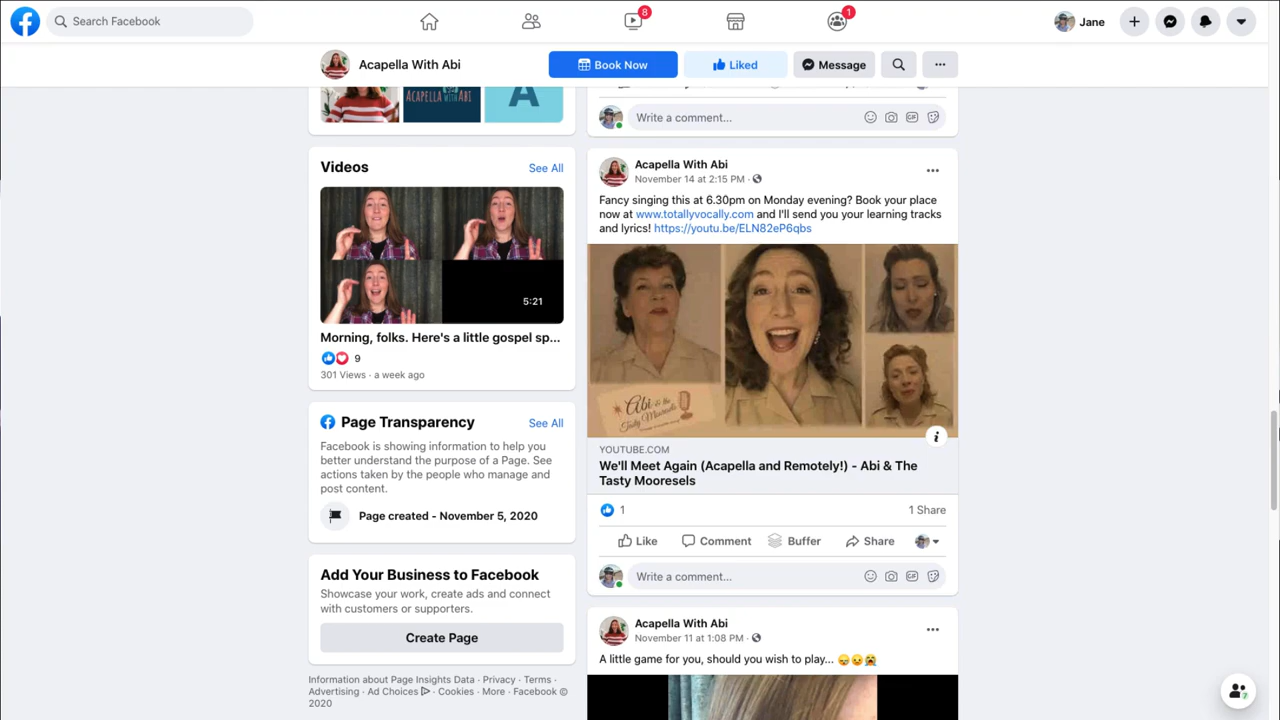 Search Facebook
8
1
Jane
Acapella With Abi
Book Now
Liked
Message
ACAPELLA WITH ABI
A
Videos
See All
5:21
Morning, folks. Here's a little gospel sp...
9
301 Views · a week ago
Page Transparency
See All
Facebook is showing information to help you
better understand the purpose of a Page. See
actions taken by the people who manage and
post content.
Page created - November 5, 2020
Add Your Business to Facebook
Showcase your work, create ads and connect
with customers or supporters.
Create Page
Information about Page Insights Data · Privacy · Terms ·
Advertising · Ad Choices · Cookies · More · Facebook ©
2020
Write a comment...
GIF
Acapella With Abi
November 14 at 2:15 PM ·
Fancy singing this at 6.30pm on Monday evening? Book your place
now at www.totallyvocally.com and I'll send you your learning tracks
and lyrics! https://youtu.be/ELN82eP6qbs
Abi & the
Tasty Mooresels
YOUTUBE.COM
We'll Meet Again (Acapella and Remotely!) - Abi & The
Tasty Mooresels
1
1 Share
Like
Comment
Buffer
Share
Write a comment...
GIF
Acapella With Abi
November 11 at 1:08 PM ·
A little game for you, should you wish to play...
7